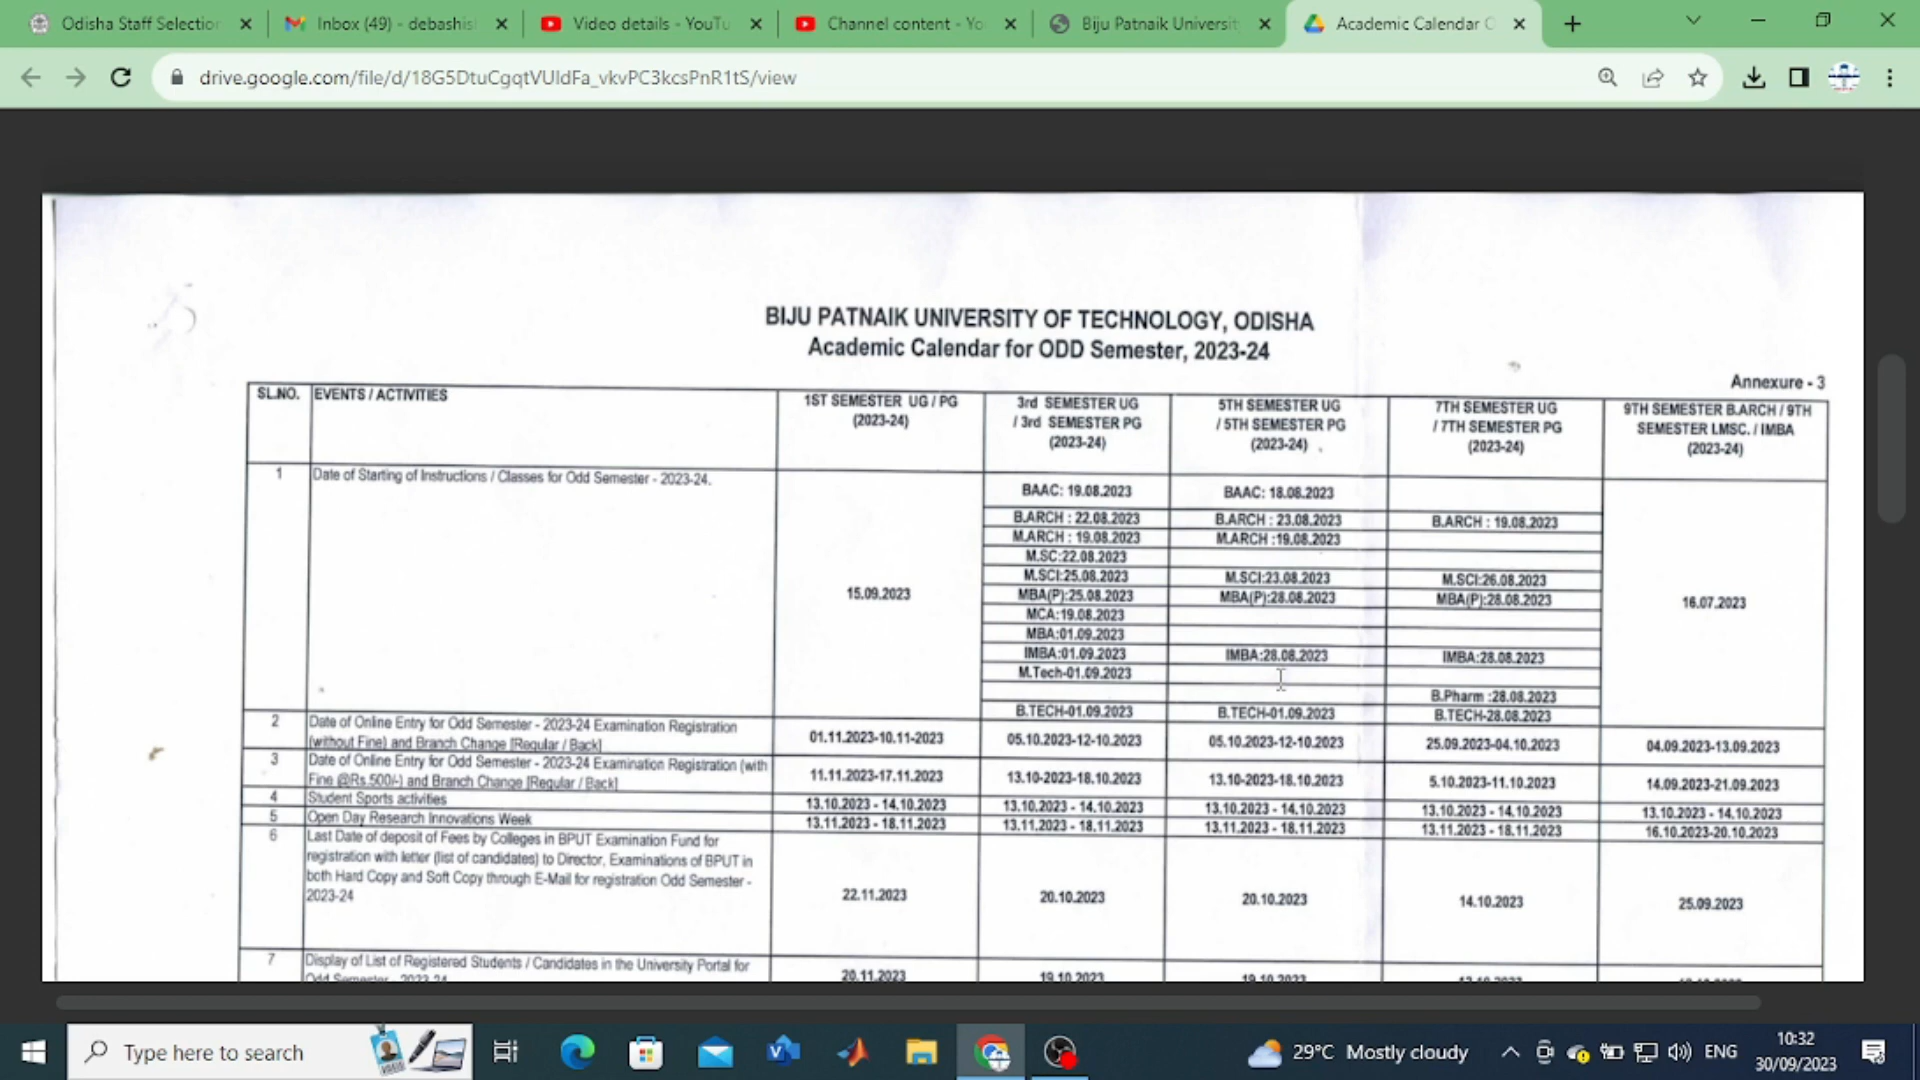 Odisha Staff Selection
Inbox (49) - debashis
Video details - YouTu
Channel content - Yo
Biju Patnaik Universit
Academic Calendar O
drive.google.com/file/d/18G5DtuCgqtVUldFa_vkvPC3kcsPnR1tS/view
BIJU PATNAIK UNIVERSITY OF TECHNOLOGY, ODISHA
Academic Calendar for ODD Semester, 2023-24
Annexure - 3
SL.NO. EVENTS / ACTIVITIES 1ST SEMESTER UG / PG (2023-24) 3rd SEMESTER UG / 3rd SEMESTER PG (2023-24) 5TH SEMESTER UG / 5TH SEMESTER PG (2023-24) 7TH SEMESTER UG / 7TH SEMESTER PG (2023-24) 9TH SEMESTER B.ARCH / 9TH SEMESTER I.MSC. / IMBA (2023-24)
1 Date of Starting of Instructions / Classes for Odd Semester - 2023-24.
BAAC: 19.08.2023 BAAC: 18.08.2023
B.ARCH : 22.08.2023 B.ARCH : 23.08.2023 B.ARCH : 19.08.2023
M.ARCH : 19.08.2023 M.ARCH :19.08.2023
M.SC:22.08.2023
M.SCI:25.08.2023 M.SCI:23.08.2023 M.SCI:26.08.2023
15.09.2023 MBA(P):25.08.2023 MBA(P):28.08.2023 MBA(P):28.08.2023 16.07.2023
MCA:19.08.2023
MBA:01.09.2023
IMBA:01.09.2023 IMBA:28.08.2023 IMBA:28.08.2023
M.Tech-01.09.2023
B.Pharm :28.08.2023
B.TECH-01.09.2023 B.TECH-01.09.2023 B.TECH-28.08.2023
2 Date of Online Entry for Odd Semester - 2023-24 Examination Registration
(without Fine) and Branch Change [Regular / Back] 01.11.2023-10.11-2023 05.10.2023-12-10.2023 05.10.2023-12-10.2023 25.09.2023-04.10.2023 04.09.2023-13.09.2023
3 Date of Online Entry for Odd Semester - 2023-24 Examination Registration (with
Fine @Rs.500/-) and Branch Change [Regular / Back] 11.11.2023-17.11.2023 13.10-2023-18.10.2023 13.10-2023-18.10.2023 5.10.2023-11.10.2023 14.09.2023-21.09.2023
4 Student Sports activities 13.10.2023 - 14.10.2023 13.10.2023 - 14.10.2023 13.10.2023 - 14.10.2023 13.10.2023 - 14.10.2023 13.10.2023 - 14.10.2023
5 Open Day Research Innovations Week 13.11.2023 - 18.11.2023 13.11.2023 - 18.11.2023 13.11.2023 - 18.11.2023 13.11.2023 - 18.11.2023 16.10.2023-20.10.2023
6 Last Date of deposit of Fees by Colleges in BPUT Examination Fund for
registration with letter (list of candidates) to Director, Examinations of BPUT in
both Hard Copy and Soft Copy through E-Mail for registration Odd Semester -
2023-24 22.11.2023 20.10.2023 20.10.2023 14.10.2023 25.09.2023
7 Display of List of Registered Students / Candidates in the University Portal for
Odd Semester - 2023-24 20.11.2023 19.10.2023 19.10.2023
Type here to search
29°C Mostly cloudy
ENG
10:32
30/09/2023